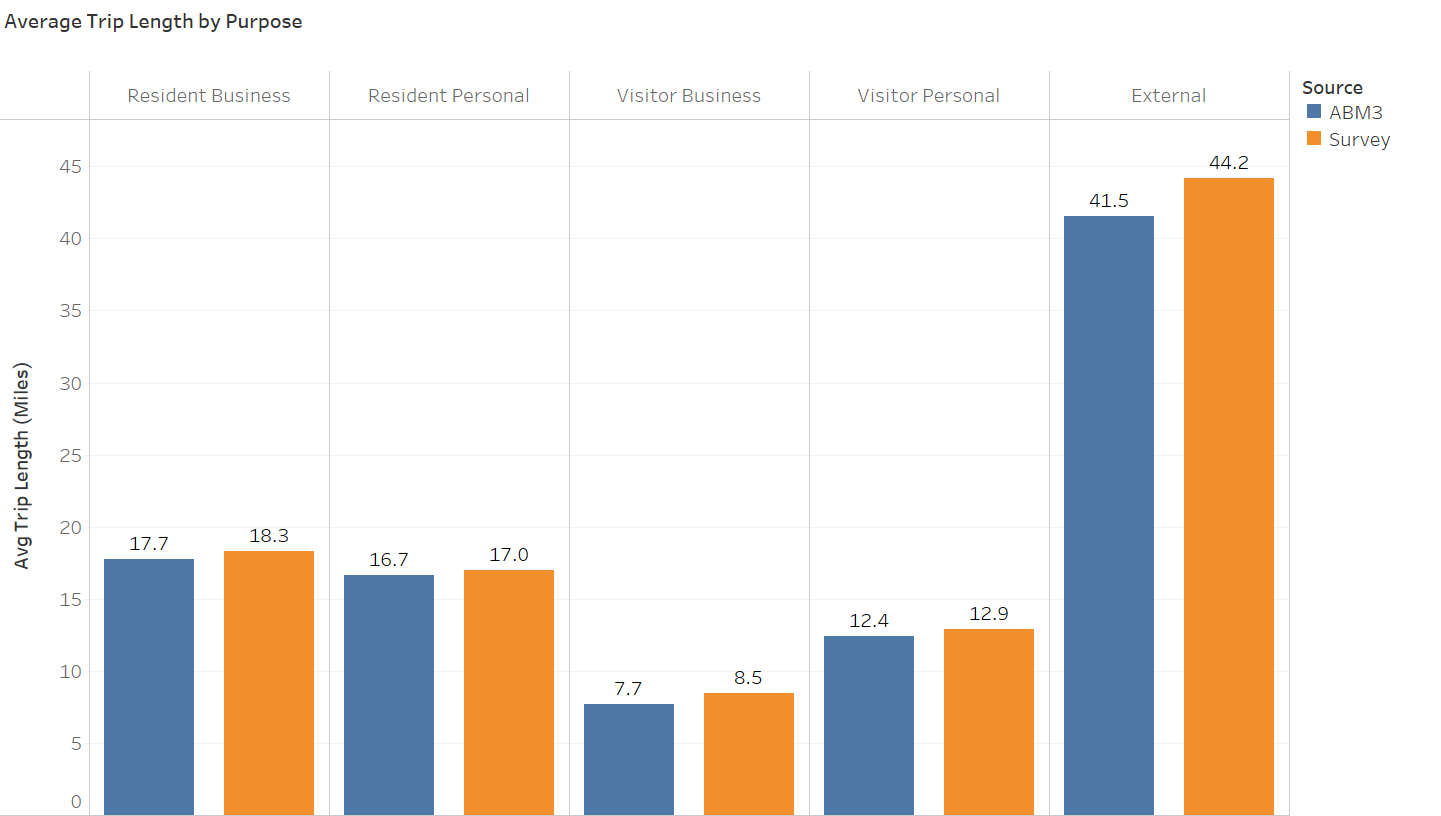 Average Trip Length by Purpose
Resident Business Resident Personal Visitor Business Visitor Personal External
Source
ABM3
Survey
Avg Trip Length (Miles)
45
40
35
30
25
20
15
10
5
0
17.7 18.3 16.7 17.0 7.7 8.5 12.4 12.9 41.5 44.2